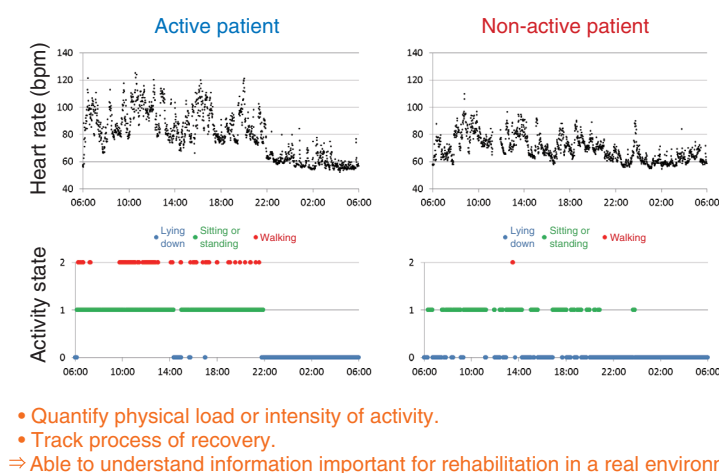 Active patient
Non-active patient
Heart rate (bpm)
140
120
100
80
60
40
06:00 10:00 14:00 18:00 22:00 02:00 06:00
140
120
100
80
60
40
06:00 10:00 14:00 18:00 22:00 02:00 06:00
Lying down
Sitting or standing
Walking
Lying down
Sitting or standing
Walking
Activity state
2
1
0
06:00 10:00 14:00 18:00 22:00 02:00 06:00
2
1
0
06:00 10:00 14:00 18:00 22:00 02:00 06:00
• Quantify physical load or intensity of activity.
• Track process of recovery.
⇒ Able to understand information important for rehabilitation in a real